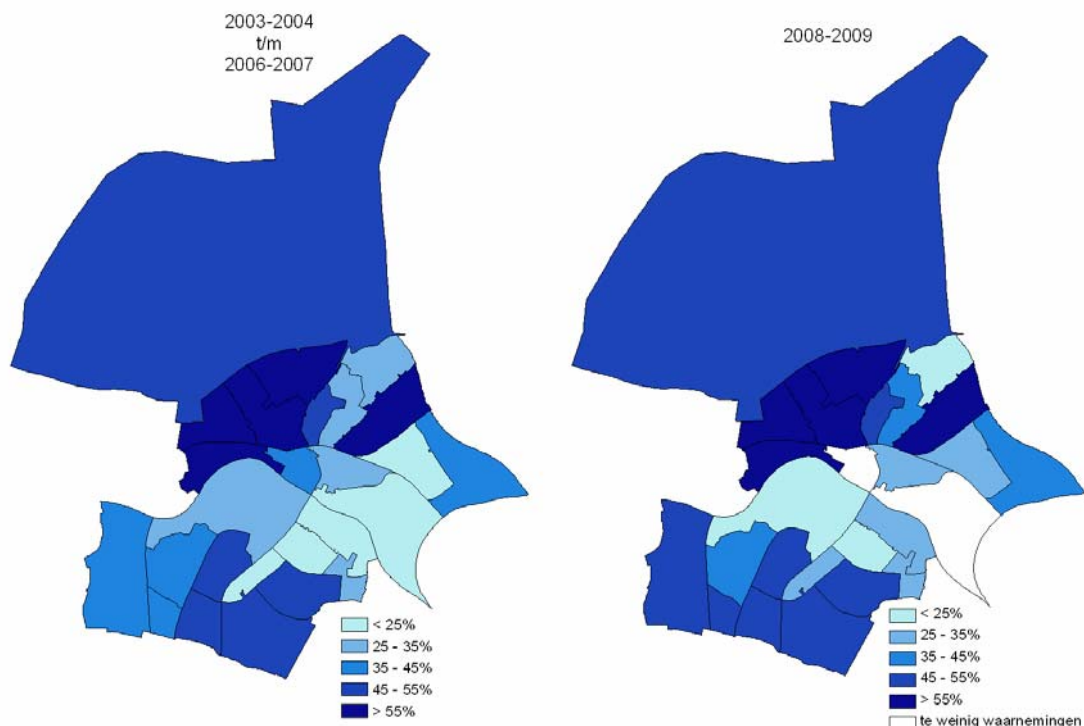 2003-2004
t/m
2006-2007
2008-2009
< 25%
25 - 35%
35 - 45%
45 - 55%
> 55%
< 25%
25 - 35%
35 - 45%
45 - 55%
> 55%
te weinig waarnemingen